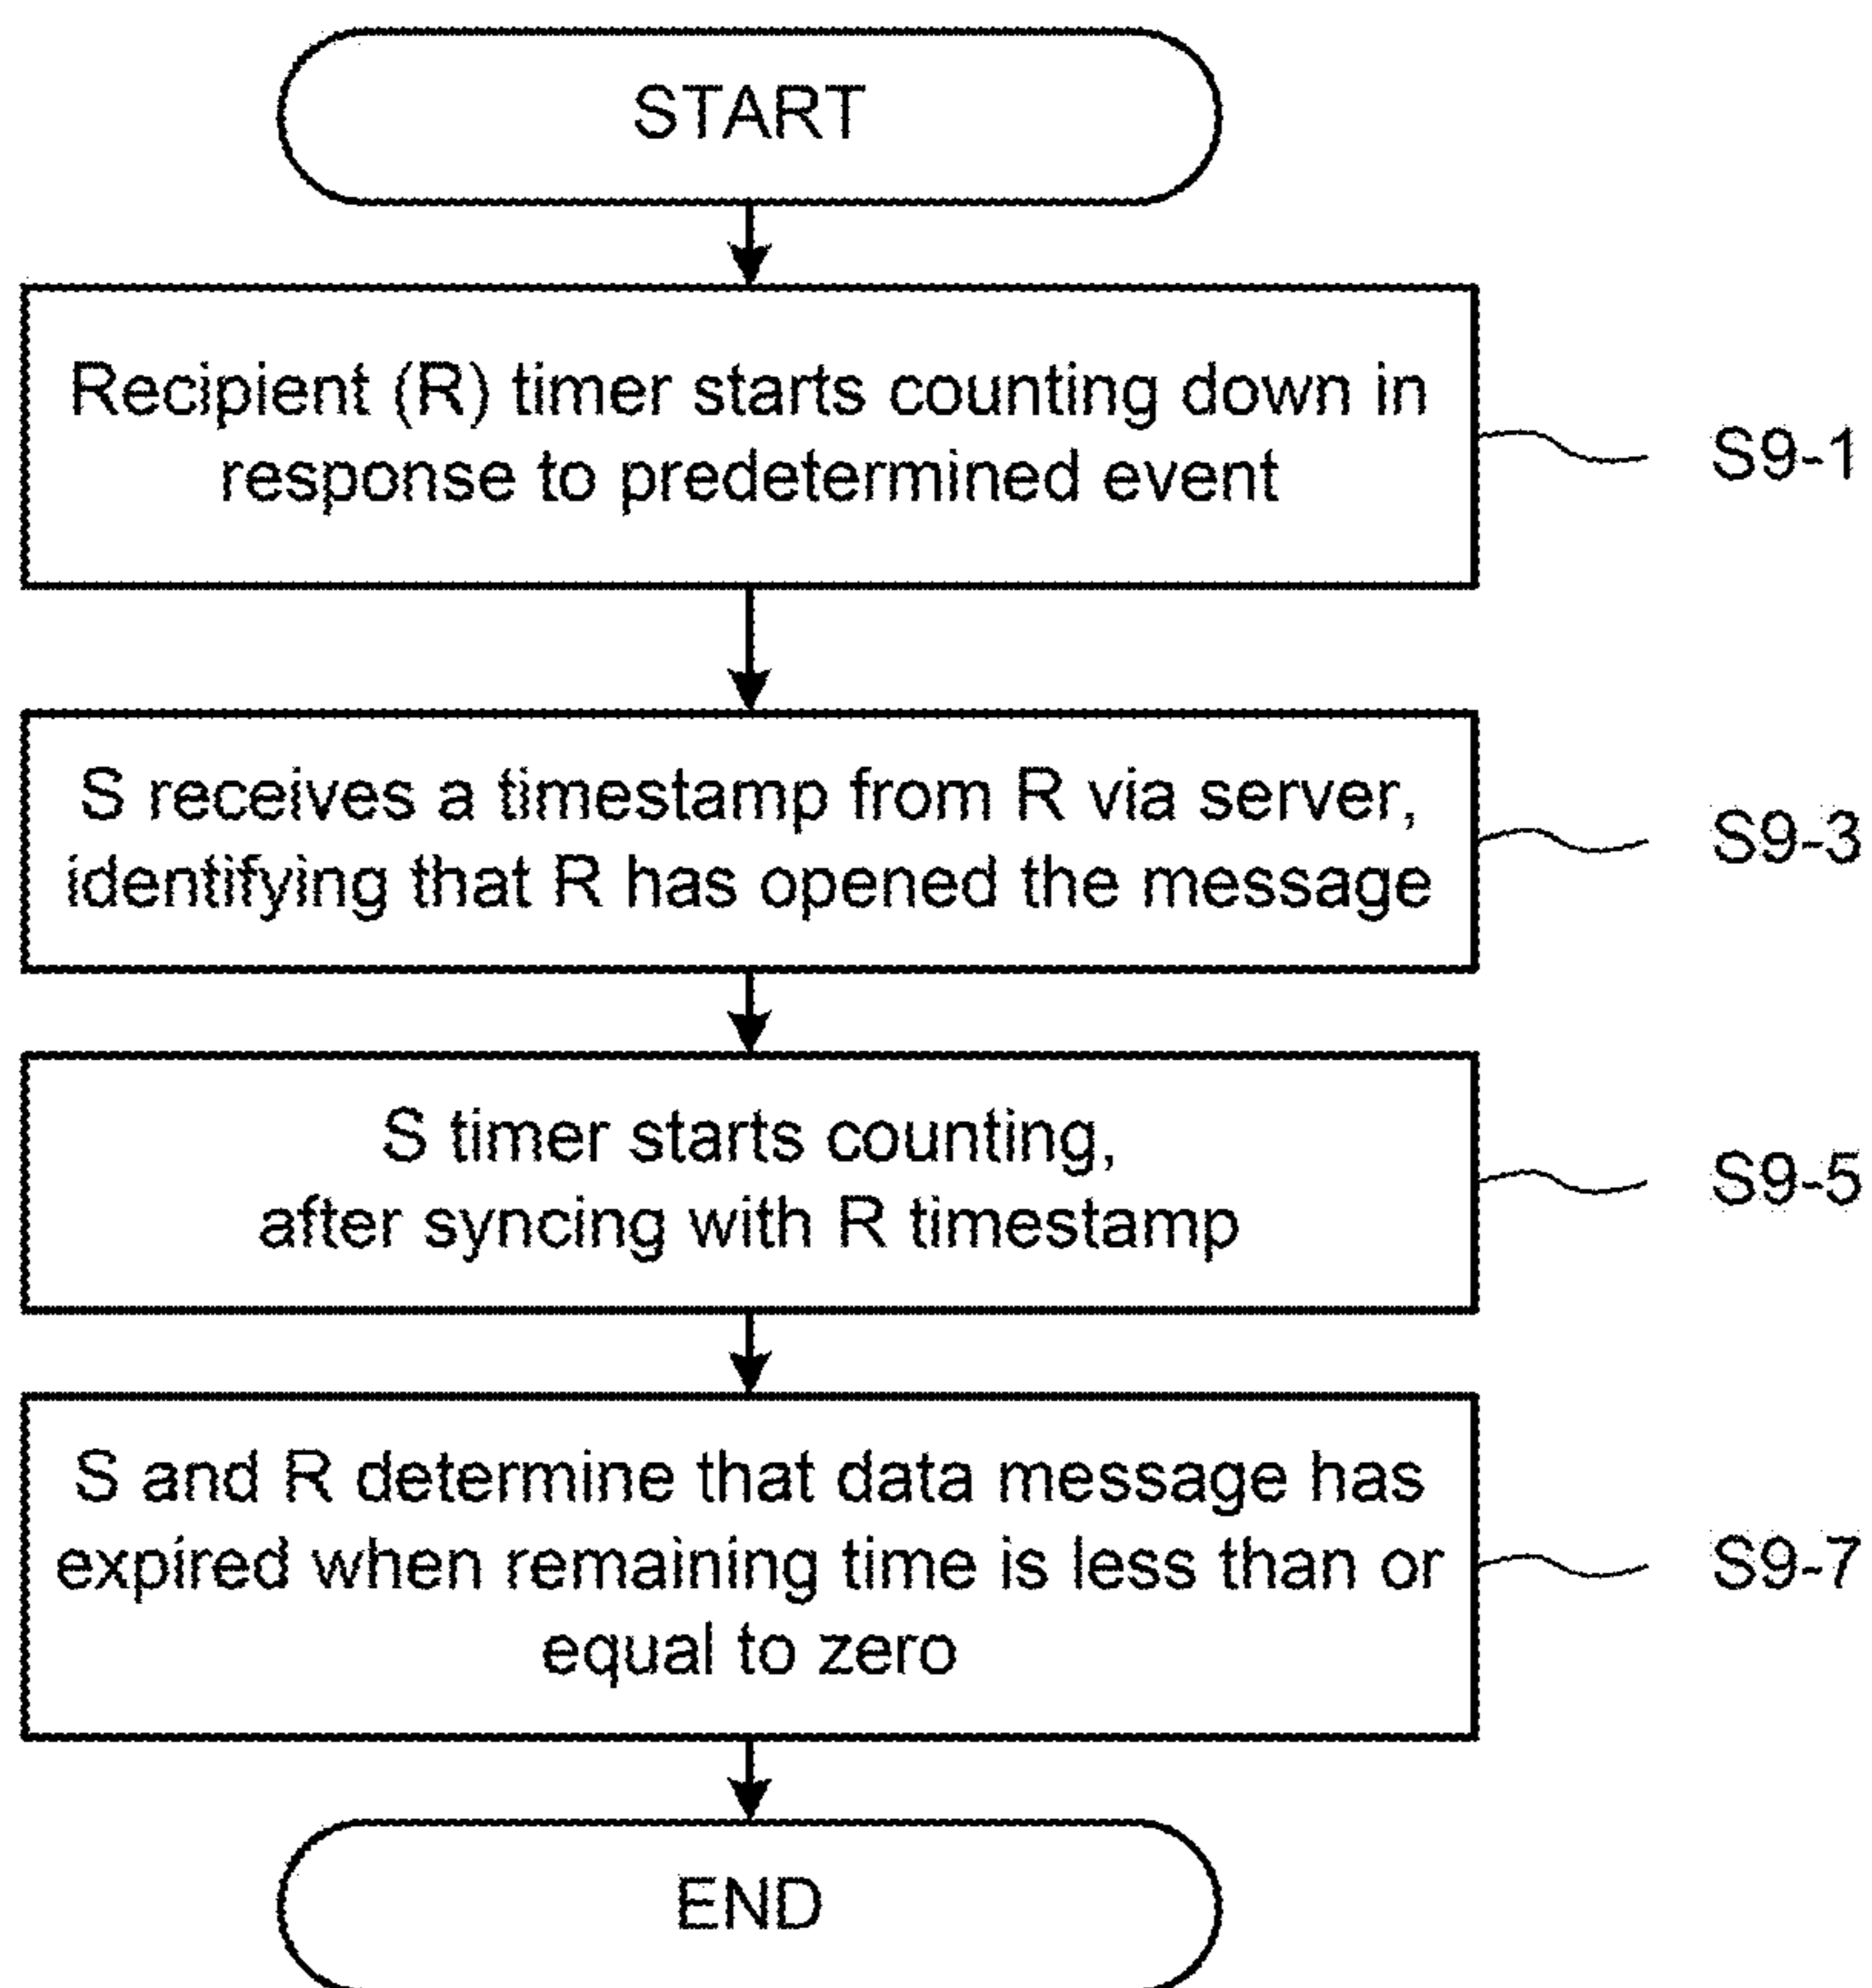 START
Recipient (R) timer starts counting down in
response to predetermined event
S9-1
S receives a timestamp from R via server,
identifying that R has opened the message
S9-3
S timer starts counting,
after syncing with R timestamp
S9-5
S and R determine that data message has
expired when remaining time is less than or
equal to zero
S9-7
END